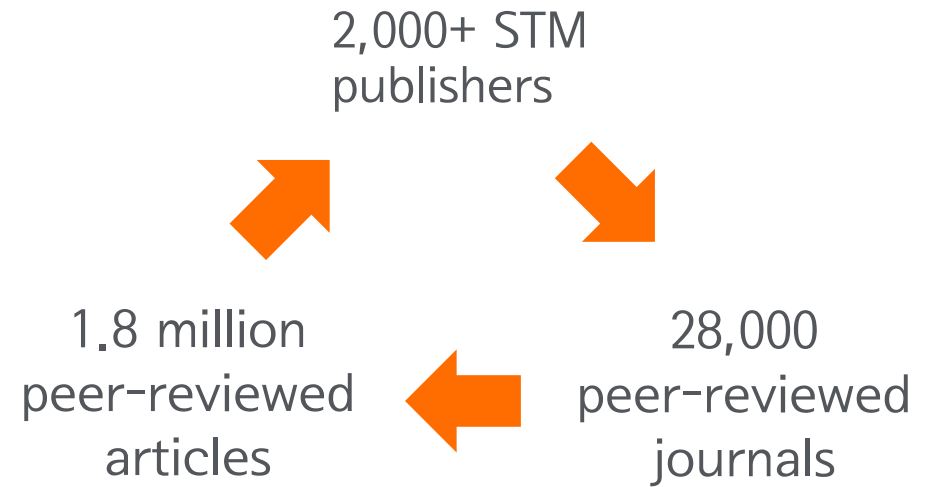 2,000+ STM
publishers
28,000
peer-reviewed
journals
1.8 million
peer-reviewed
articles